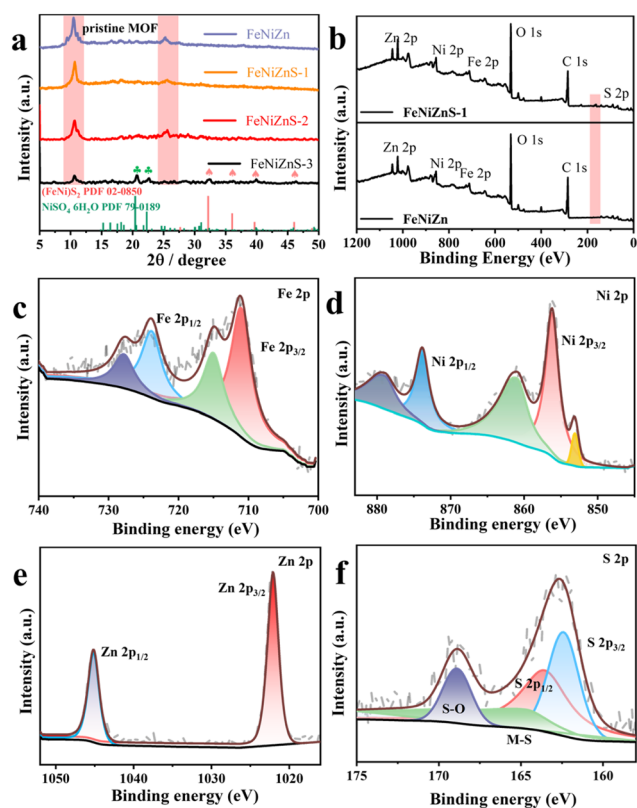 a
pristine MOF
FeNiZn
FeNiZnS-1
FeNiZnS-2
FeNiZnS-3
(FeNi)S2 PDF 02-0850
NiSO4 6H2O PDF 79-0189
Intensity (a.u.)
5 10 15 20 25 30 35 40 45 50
2θ / degree
b
Zn 2p
Ni 2p
Fe 2p
O 1s
C 1s
S 2p
FeNiZnS-1
Zn 2p
Ni 2p
Fe 2p
O 1s
C 1s
FeNiZn
Intensity (a.u.)
1200 1000 800 600 400 200 0
Binding Energy (eV)
c
Fe 2p
Fe 2p1/2
Fe 2p3/2
Intensity (a.u.)
740 730 720 710 700
Binding energy (eV)
d
Ni 2p
Ni 2p1/2
Ni 2p3/2
Intensity (a.u.)
880 870 860 850
Binding energy (eV)
e
Zn 2p
Zn 2p3/2
Zn 2p1/2
Intensity (a.u.)
1050 1040 1030 1020
Binding energy (eV)
f
S 2p
S 2p3/2
S 2p1/2
S-O
M-S
Intensity (a.u.)
175 170 165 160
Binding energy (eV)